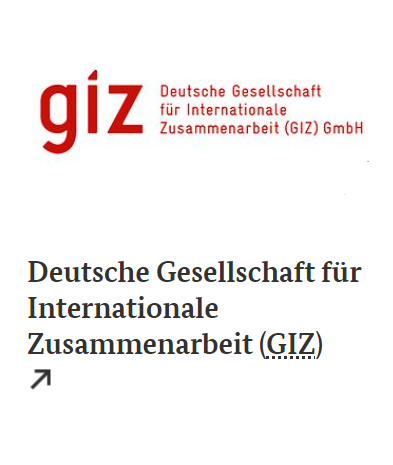 giz
Deutsche Gesellschaft
für Internationale
Zusammenarbeit (GIZ) GmbH
Deutsche Gesellschaft für
Internationale
Zusammenarbeit (GIZ)